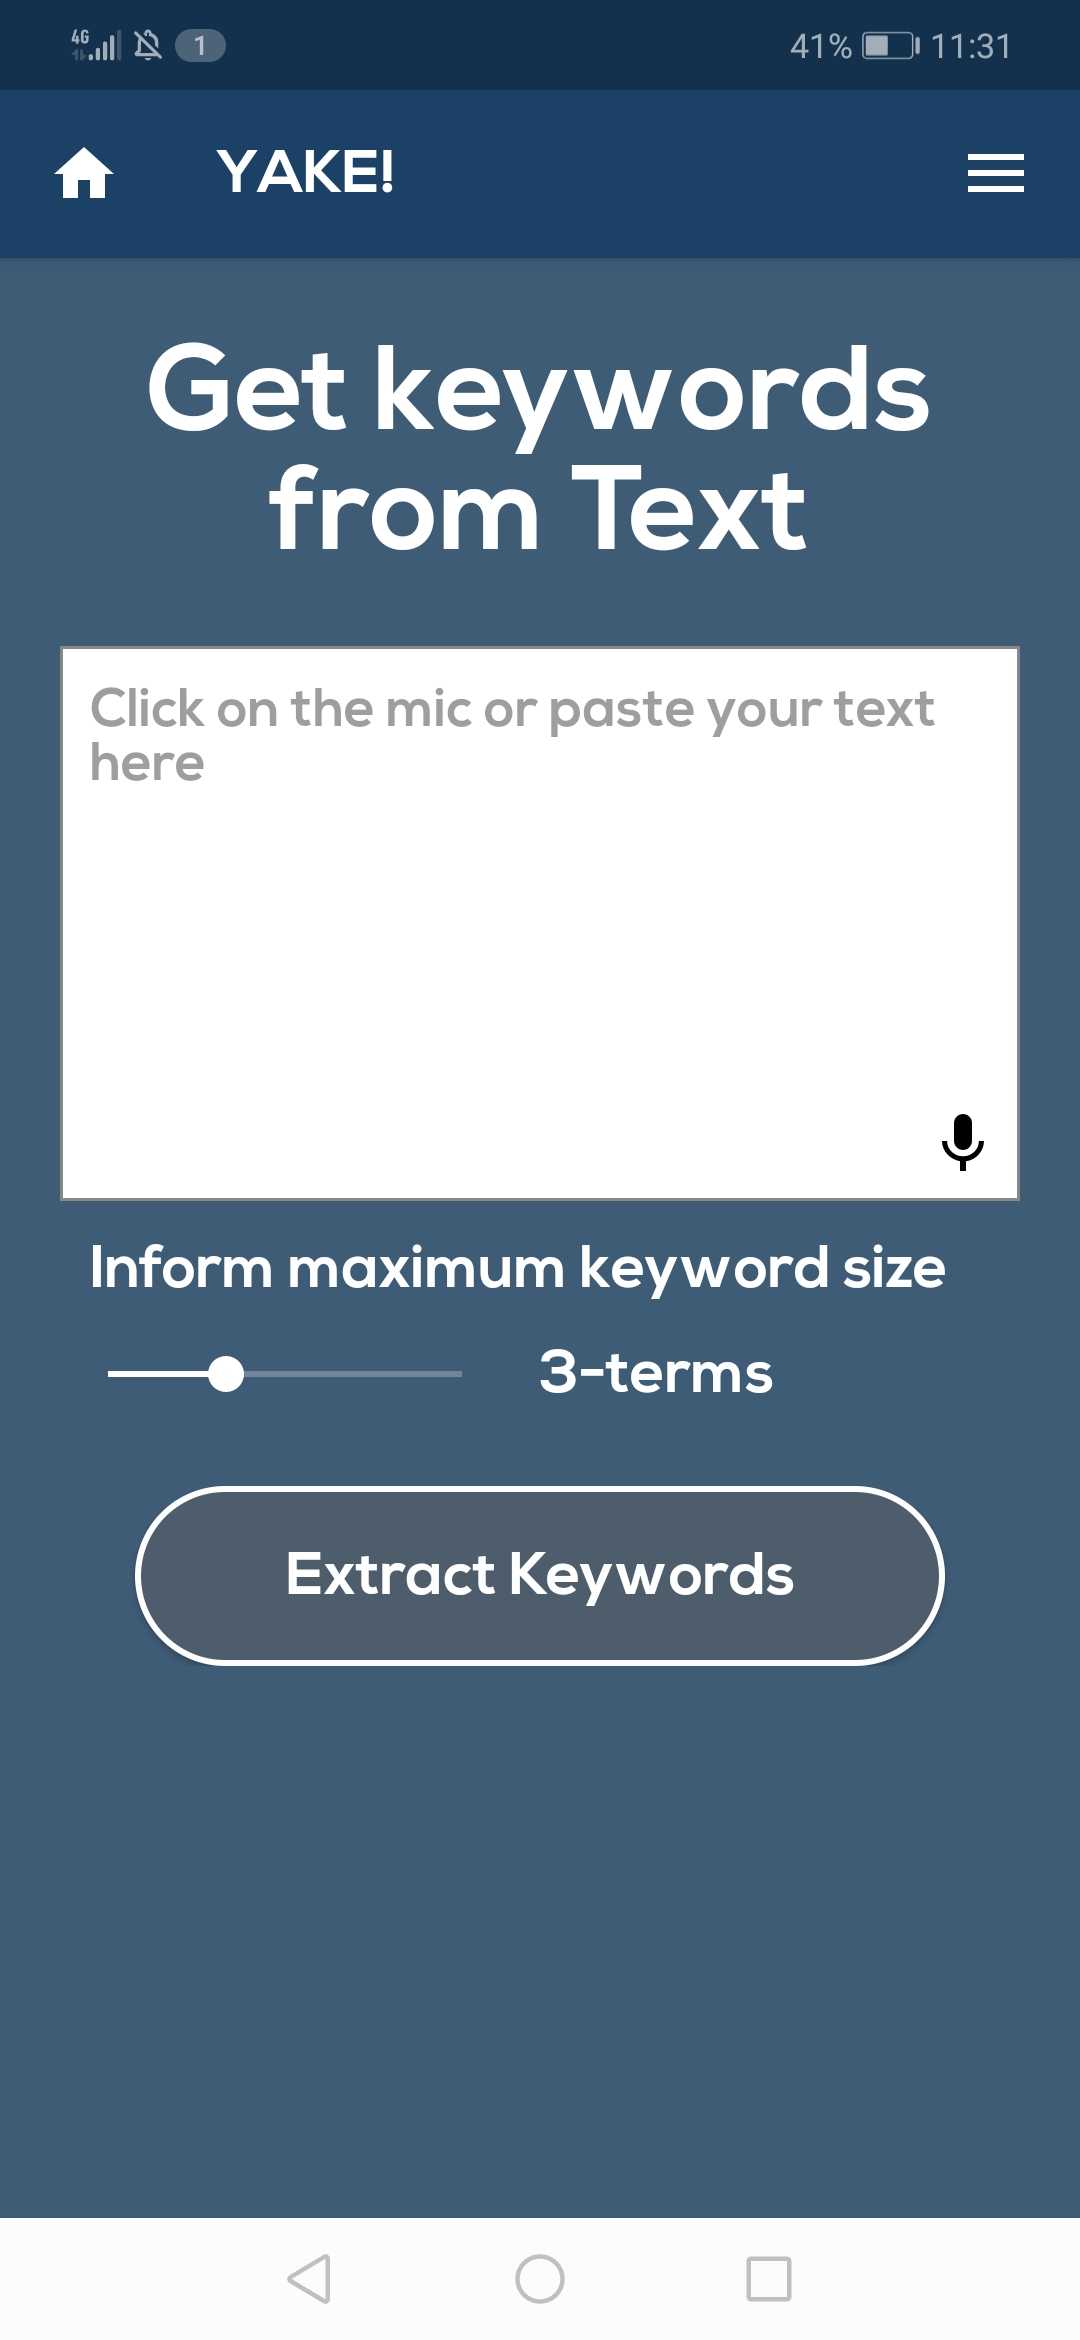 4G 1 41% 11:31
YAKE!
Get keywords
from Text
Click on the mic or paste your text
here
Inform maximum keyword size
3-terms
Extract Keywords